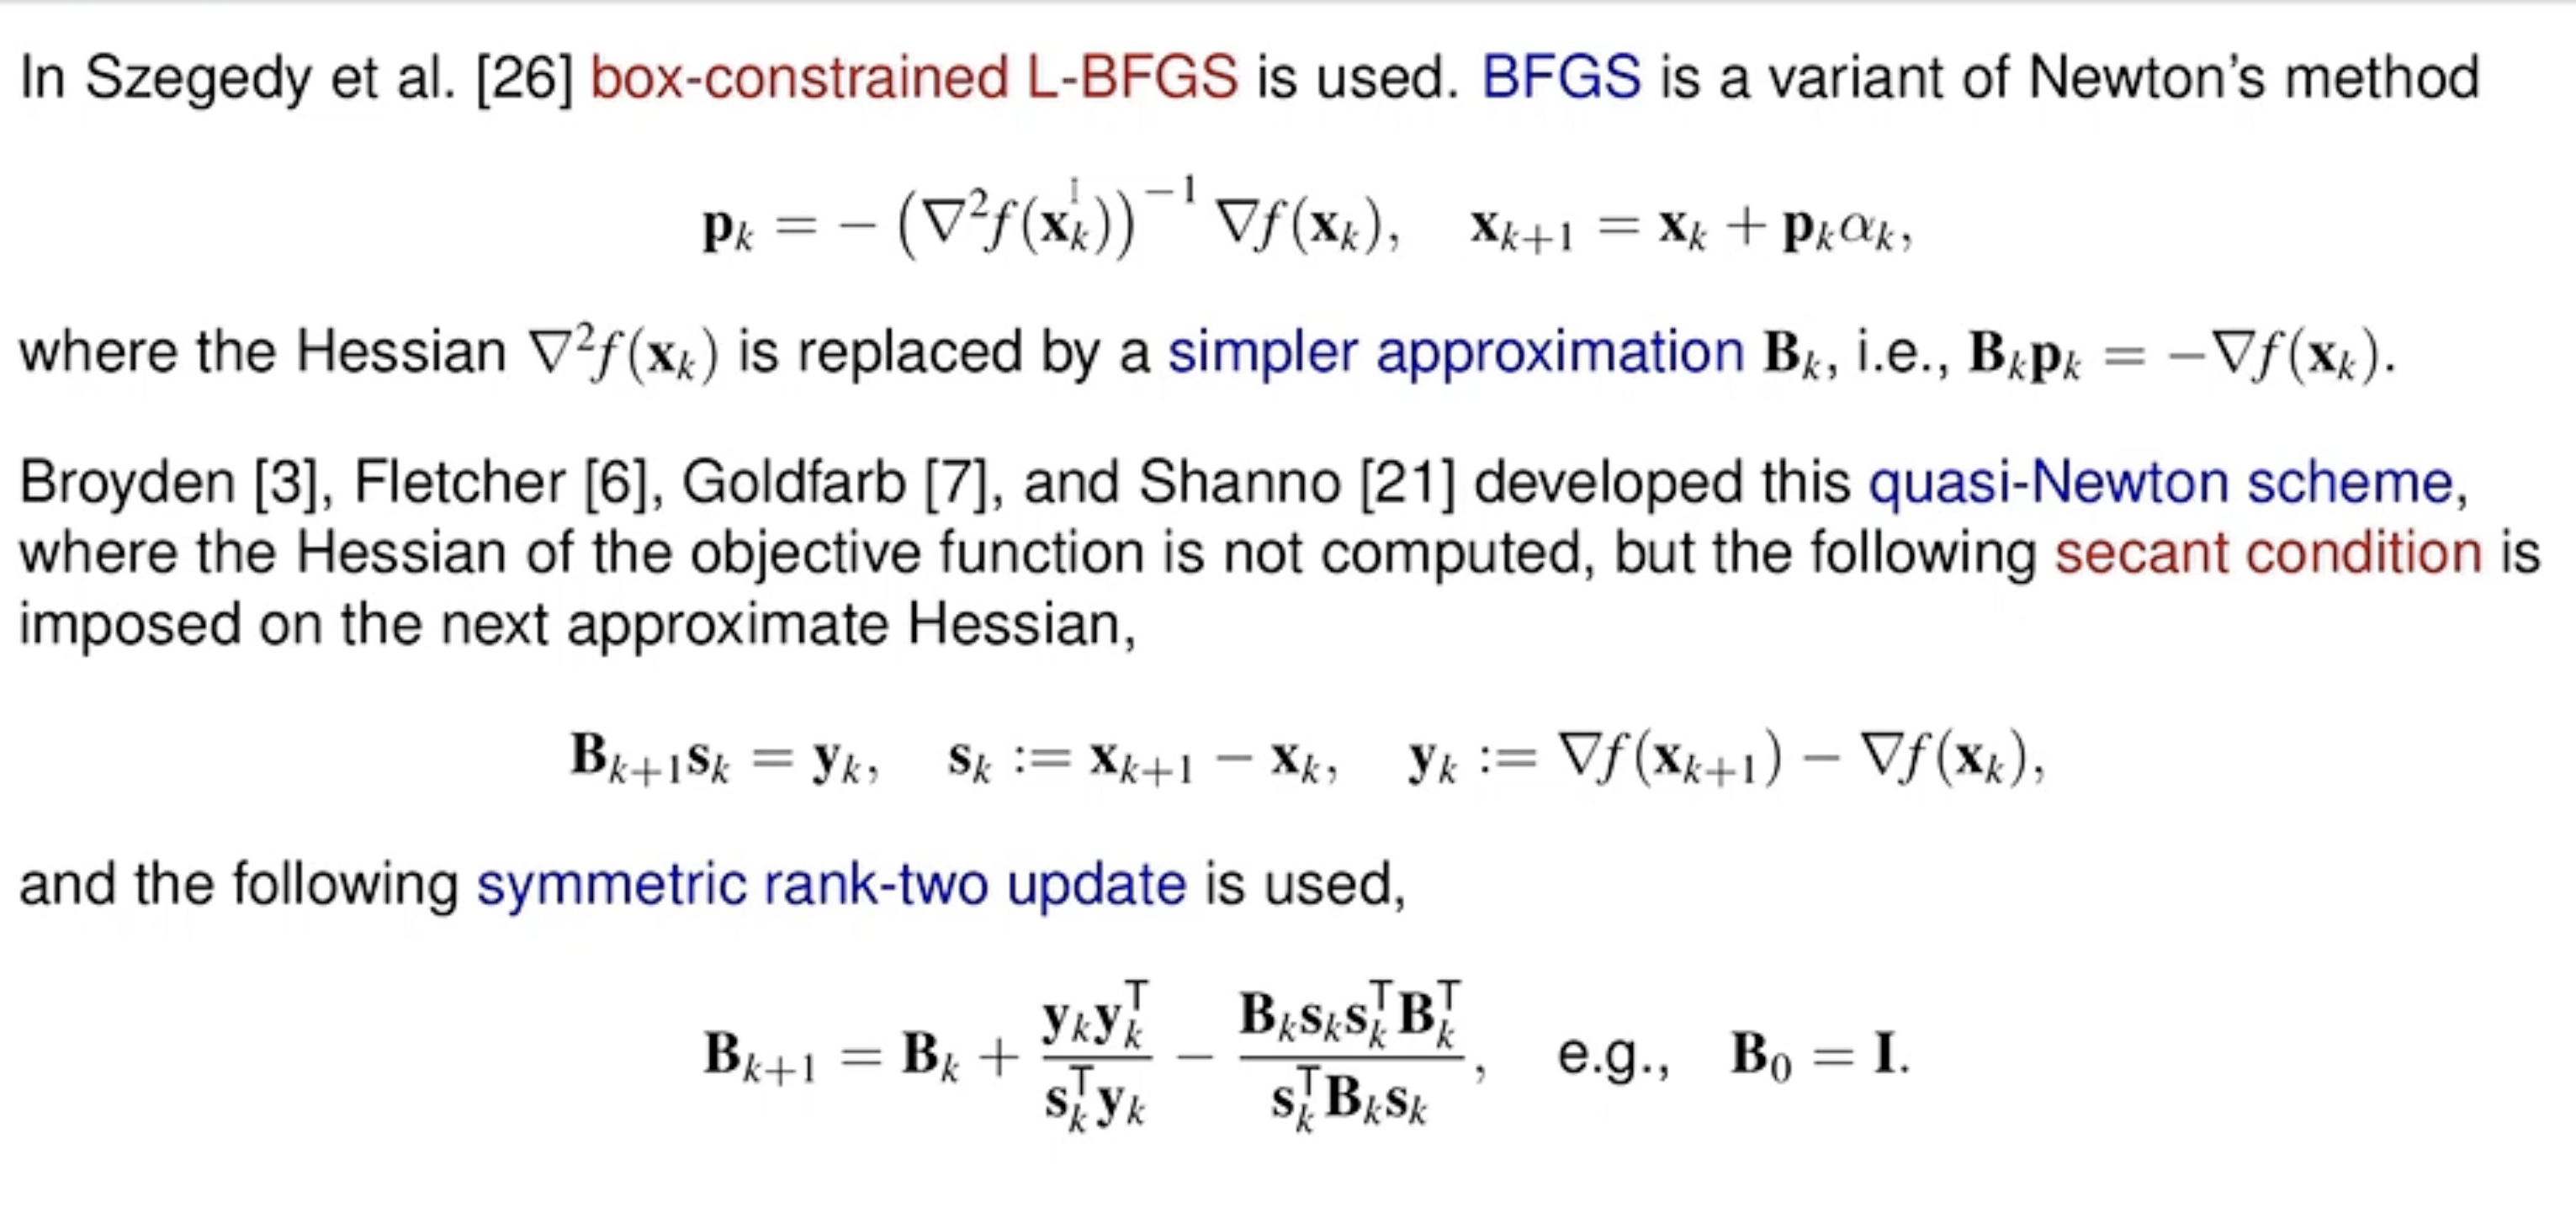 In Szegedy et al. [26] box-constrained L-BFGS is used. BFGS is a variant of Newton's method
$\mathbf{p}_k = -\left(\nabla^2 f(\mathbf{x}_k)\right)^{-1} \nabla f(\mathbf{x}_k), \quad \mathbf{x}_{k+1} = \mathbf{x}_k + \mathbf{p}_k \alpha_k,$
where the Hessian $\nabla^2 f(\mathbf{x}_k)$ is replaced by a simpler approximation $\mathbf{B}_k$, i.e., $\mathbf{B}_k \mathbf{p}_k = -\nabla f(\mathbf{x}_k)$.
Broyden [3], Fletcher [6], Goldfarb [7], and Shanno [21] developed this quasi-Newton scheme,
where the Hessian of the objective function is not computed, but the following secant condition is
imposed on the next approximate Hessian,
$\mathbf{B}_{k+1} \mathbf{s}_k = \mathbf{y}_k, \quad \mathbf{s}_k := \mathbf{x}_{k+1} - \mathbf{x}_k, \quad \mathbf{y}_k := \nabla f(\mathbf{x}_{k+1}) - \nabla f(\mathbf{x}_k),$
and the following symmetric rank-two update is used,
$\mathbf{B}_{k+1} = \mathbf{B}_k + \frac{\mathbf{y}_k \mathbf{y}_k^\mathsf{T}}{\mathbf{s}_k^\mathsf{T} \mathbf{y}_k} - \frac{\mathbf{B}_k \mathbf{s}_k \mathbf{s}_k^\mathsf{T} \mathbf{B}_k^\mathsf{T}}{\mathbf{s}_k^\mathsf{T} \mathbf{B}_k \mathbf{s}_k}, \quad \text{e.g.,} \quad \mathbf{B}_0 = \mathbf{I}.$